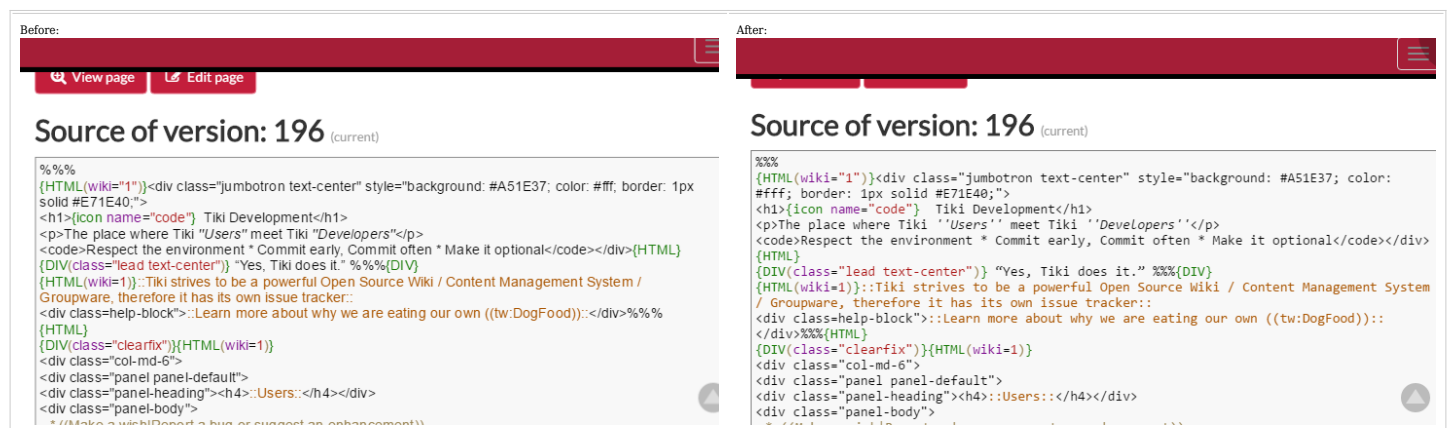 Before:
View page Edit page
Source of version: 196 (current)
%%%
{HTML(wiki="1")}<div class="jumbotron text-center" style="background: #A51E37; color: #fff; border: 1px
solid #E71E40;">
<h1>{icon name="code"}  Tiki Development</h1>
<p>The place where Tiki ''Users'' meet Tiki ''Developers''</p>
<code>Respect the environment * Commit early, Commit often * Make it optional</code></div>{HTML}
{DIV(class="lead text-center")} “Yes, Tiki does it.” %%%{DIV}
{HTML(wiki=1)}::Tiki strives to be a powerful Open Source Wiki / Content Management System /
Groupware, therefore it has its own issue tracker::
<div class=help-block">::Learn more about why we are eating our own ((tw:DogFood))::</div>%%%
{HTML}
{DIV(class="clearfix")}{HTML(wiki=1)}
<div class="col-md-6">
<div class="panel panel-default">
<div class="panel-heading"><h4>::Users::</h4></div>
<div class="panel-body">
* ((Make a wish|Report a bug or suggest an enhancement))
After:
Source of version: 196 (current)
%%%
{HTML(wiki="1")}<div class="jumbotron text-center" style="background: #A51E37; color:
#fff; border: 1px solid #E71E40;">
<h1>{icon name="code"}  Tiki Development</h1>
<p>The place where Tiki ''Users'' meet Tiki ''Developers''</p>
<code>Respect the environment * Commit early, Commit often * Make it optional</code></div>
{HTML}
{DIV(class="lead text-center")} “Yes, Tiki does it.” %%%{DIV}
{HTML(wiki=1)}::Tiki strives to be a powerful Open Source Wiki / Content Management System
/ Groupware, therefore it has its own issue tracker::
<div class=help-block">::Learn more about why we are eating our own ((tw:DogFood))::
</div>%%%{HTML}
{DIV(class="clearfix")}{HTML(wiki=1)}
<div class="col-md-6">
<div class="panel panel-default">
<div class="panel-heading"><h4>::Users::</h4></div>
<div class="panel-body">